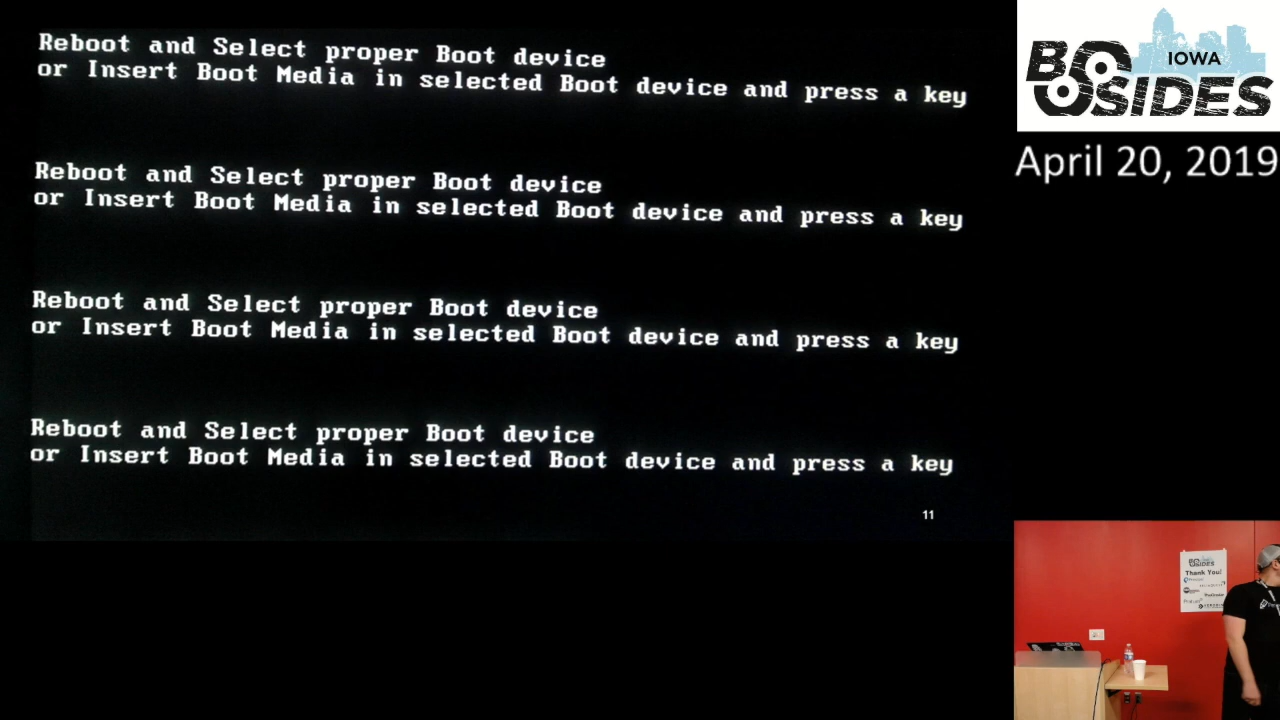 Reboot and Select proper Boot device
or Insert Boot Media in selected Boot device and press a key
Reboot and Select proper Boot device
or Insert Boot Media in selected Boot device and press a key
Reboot and Select proper Boot device
or Insert Boot Media in selected Boot device and press a key
Reboot and Select proper Boot device
or Insert Boot Media in selected Boot device and press a key
11
BSIDES
IOWA
April 20, 2019
BSIDES
Thank You!